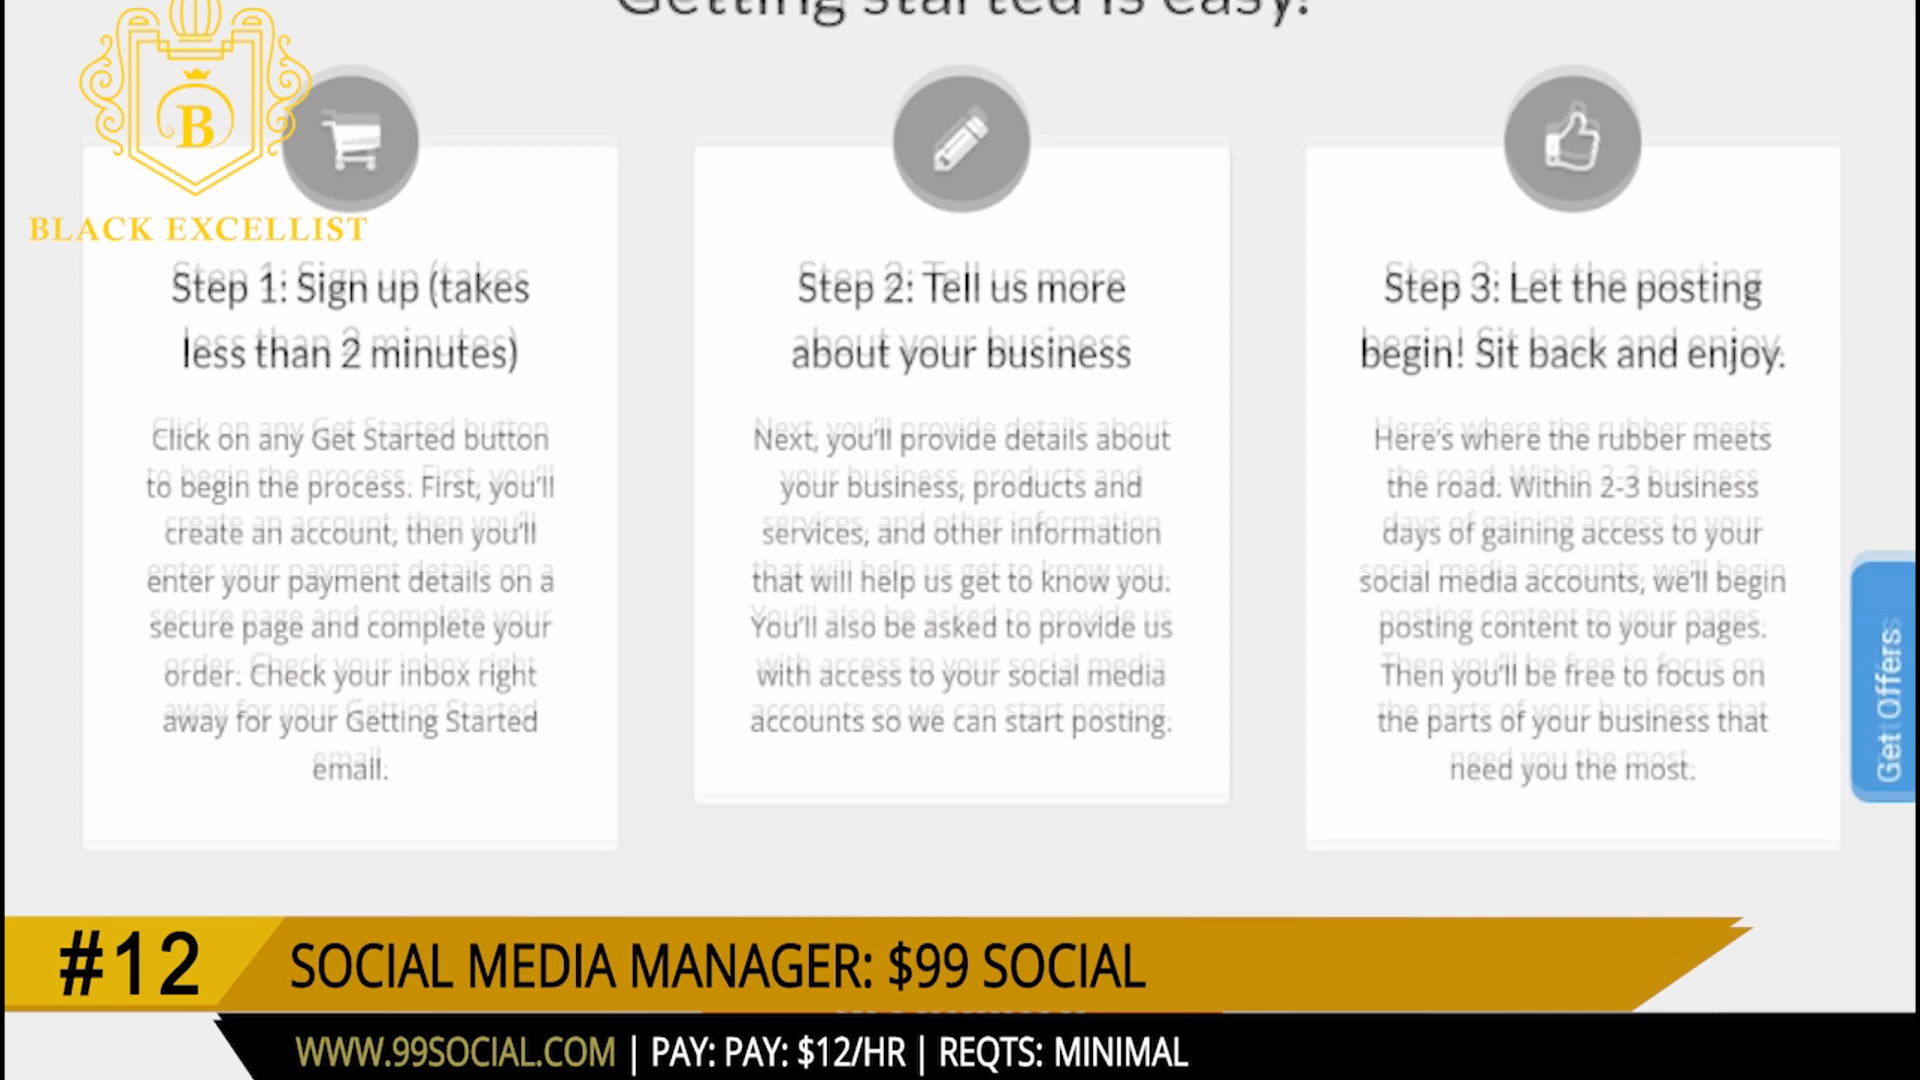 Getting started is easy!
B
BLACK EXCELLIST
Step 1: Sign up (takes
less than 2 minutes)
Click on any Get Started button
to begin the process. First, you'll
create an account, then you'll
enter your payment details on a
secure page and complete your
order. Check your inbox right
away for your Getting Started
email.
Step 2: Tell us more
about your business
Next, you'll provide details about
your business, products and
services, and other information
that will help us get to know you.
You'll also be asked to provide us
with access to your social media
accounts so we can start posting.
Step 3: Let the posting
begin! Sit back and enjoy.
Here's where the rubber meets
the road. Within 2-3 business
days of gaining access to your
social media accounts, we'll begin
posting content to your pages.
Then you'll be free to focus on
the parts of your business that
need you the most.
Get Offers
#12
SOCIAL MEDIA MANAGER: $99 SOCIAL
WWW.99SOCIAL.COM | PAY: PAY: $12/HR | REQTS: MINIMAL